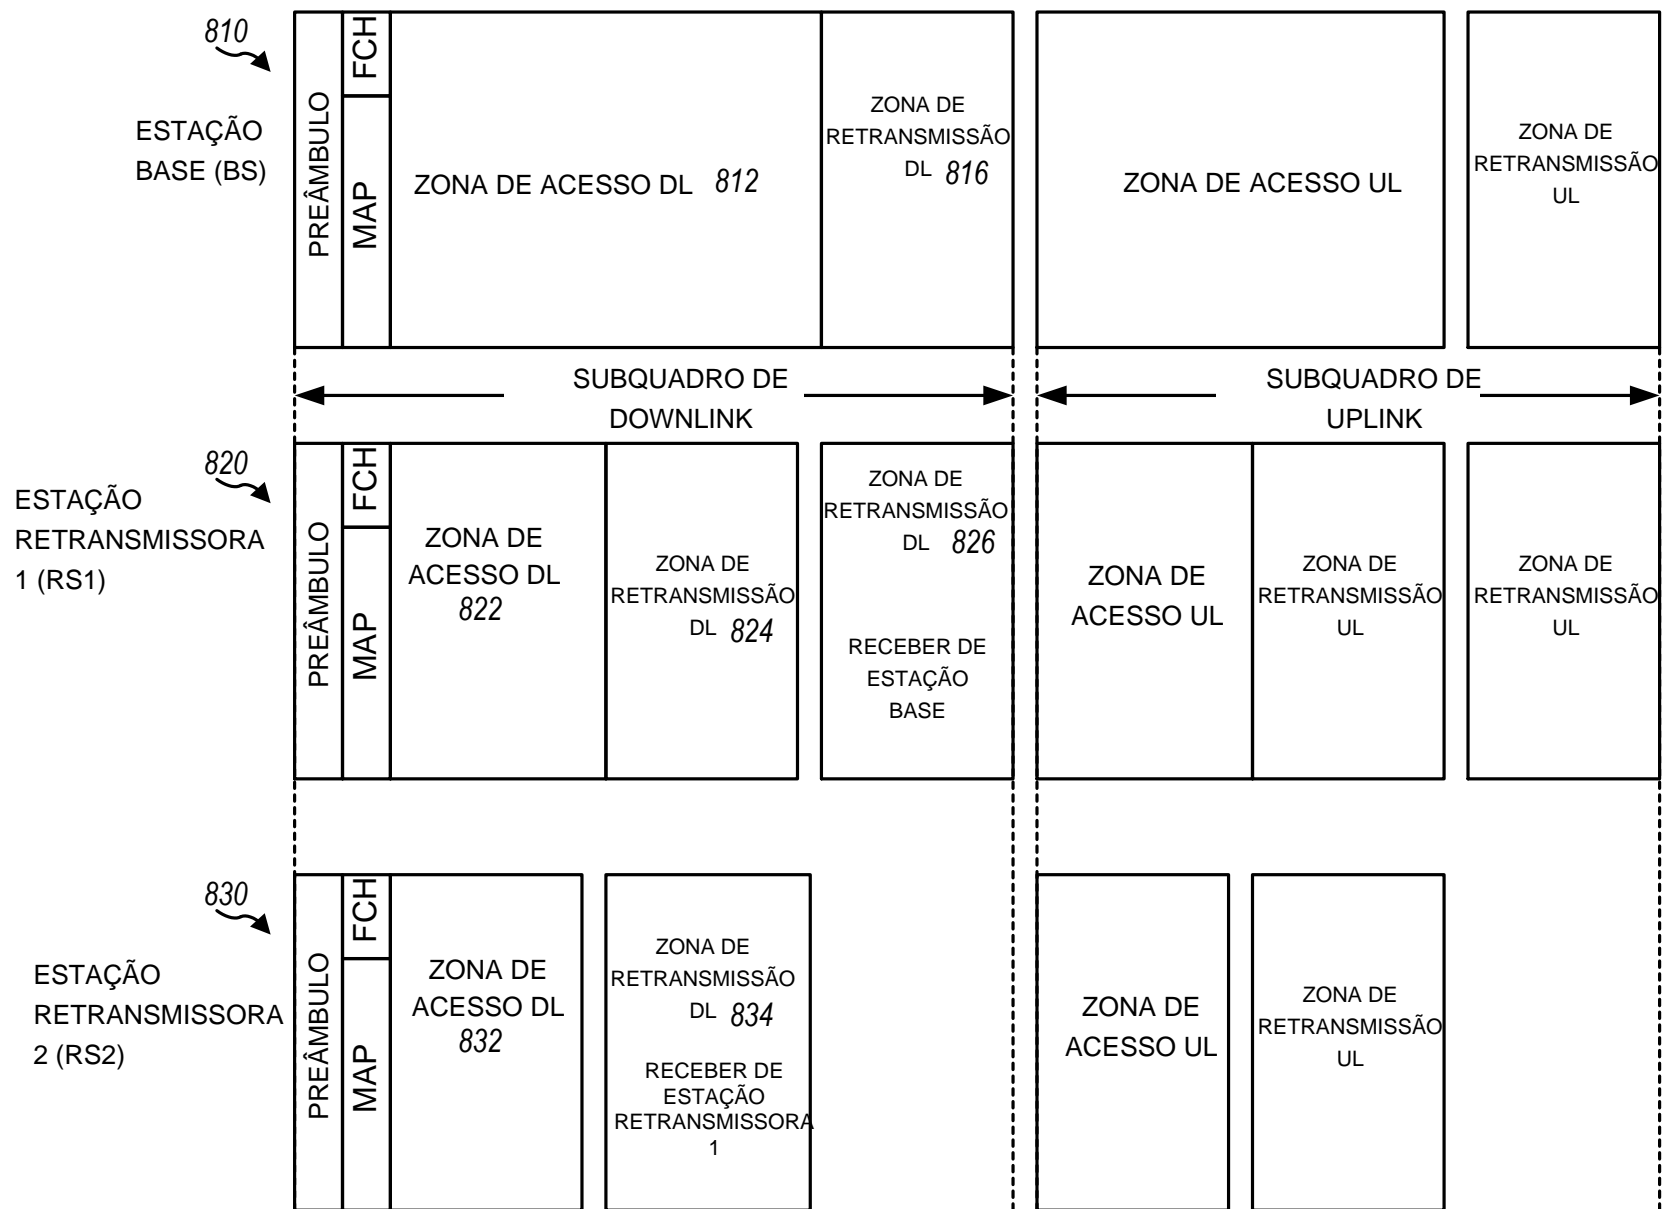 810
ESTAÇÃO
BASE (BS)
PREÂMBULO
FCH
MAP
ZONA DE ACESSO DL 812
ZONA DE
RETRANSMISSÃO
DL 816
ZONA DE ACESSO UL
ZONA DE
RETRANSMISSÃO
UL
SUBQUADRO DE
DOWNLINK
SUBQUADRO DE
UPLINK
820
ESTAÇÃO
RETRANSMISSORA
1 (RS1)
PREÂMBULO
FCH
MAP
ZONA DE
ACESSO DL
822
ZONA DE
RETRANSMISSÃO
DL 824
ZONA DE
RETRANSMISSÃO
DL 826
RECEBER DE
ESTAÇÃO
BASE
ZONA DE
ACESSO UL
ZONA DE
RETRANSMISSÃO
UL
ZONA DE
RETRANSMISSÃO
UL
830
ESTAÇÃO
RETRANSMISSORA
2 (RS2)
PREÂMBULO
FCH
MAP
ZONA DE
ACESSO DL
832
ZONA DE
RETRANSMISSÃO
DL 834
RECEBER DE
ESTAÇÃO
RETRANSMISSORA
1
ZONA DE
ACESSO UL
ZONA DE
RETRANSMISSÃO
UL